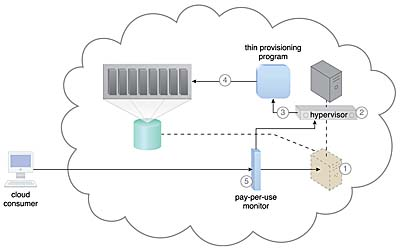 thin provisioning
program
4
3
hypervisor
2
1
5
pay-per-use
monitor
cloud
consumer